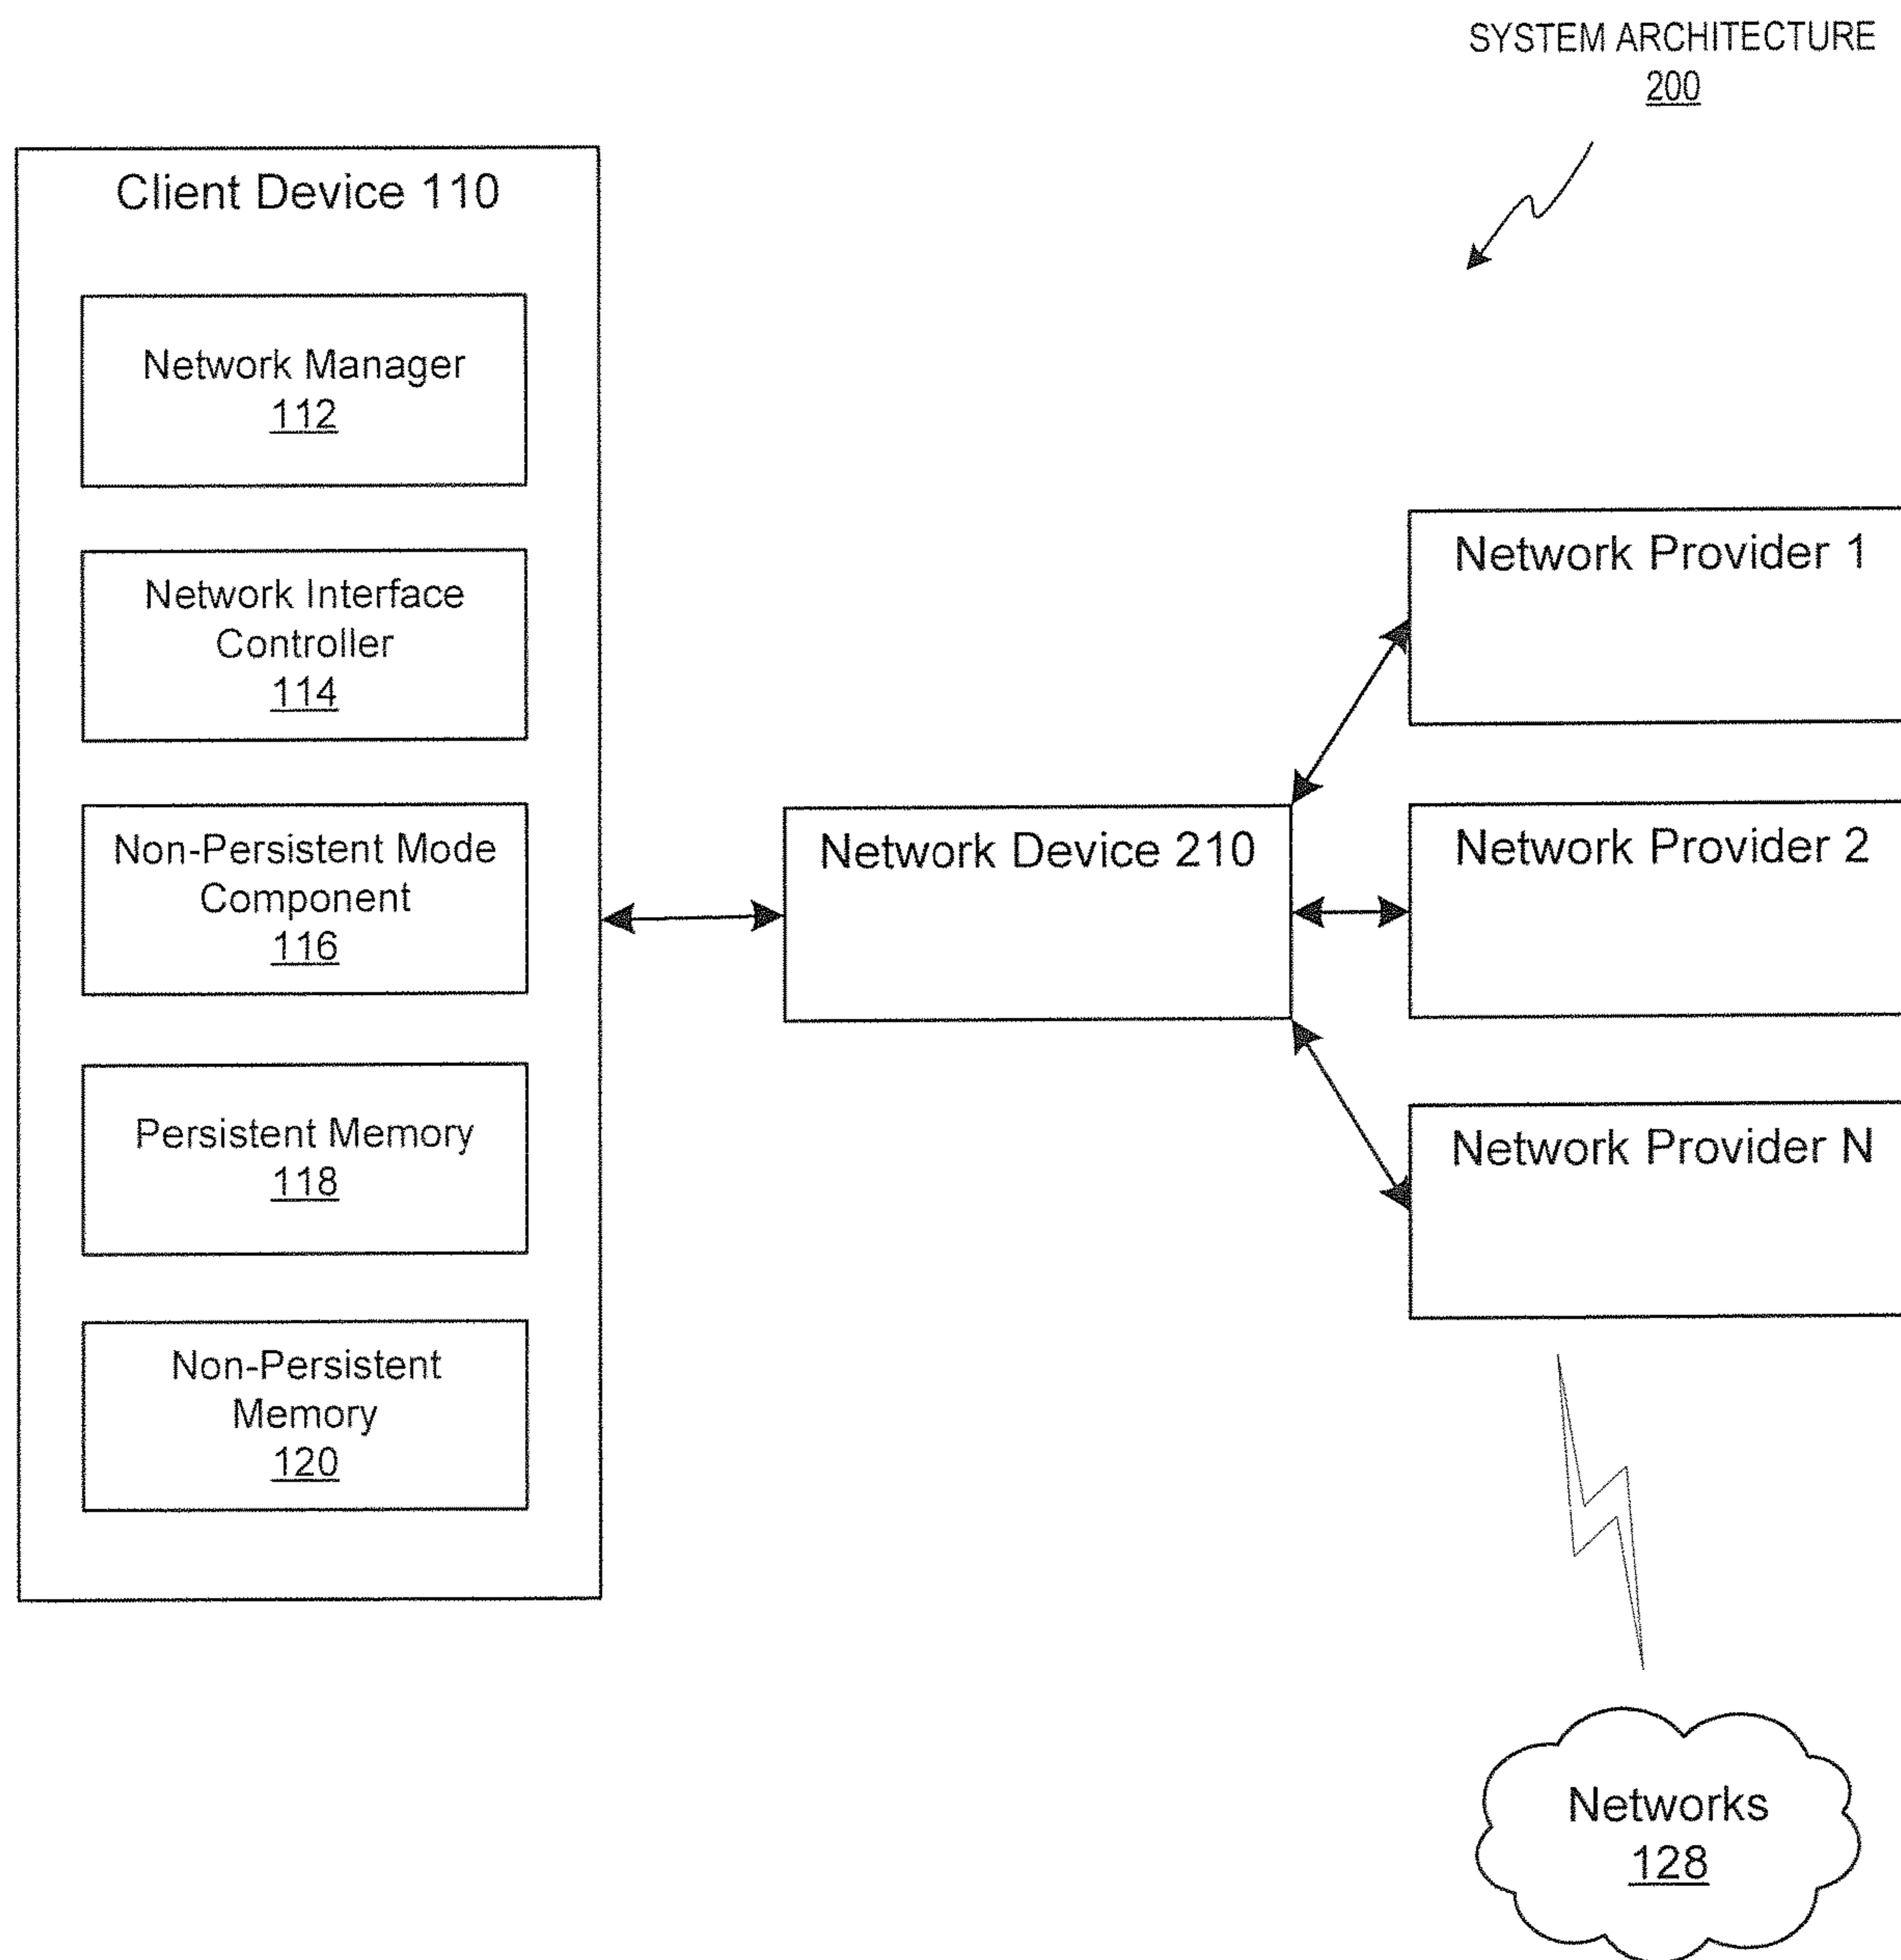 SYSTEM ARCHITECTURE
200
Client Device 110
Network Manager
112
Network Interface
Controller
114
Non-Persistent Mode
Component
116
Persistent Memory
118
Non-Persistent
Memory
120
Network Device 210
Network Provider 1
Network Provider 2
Network Provider N
Networks
128